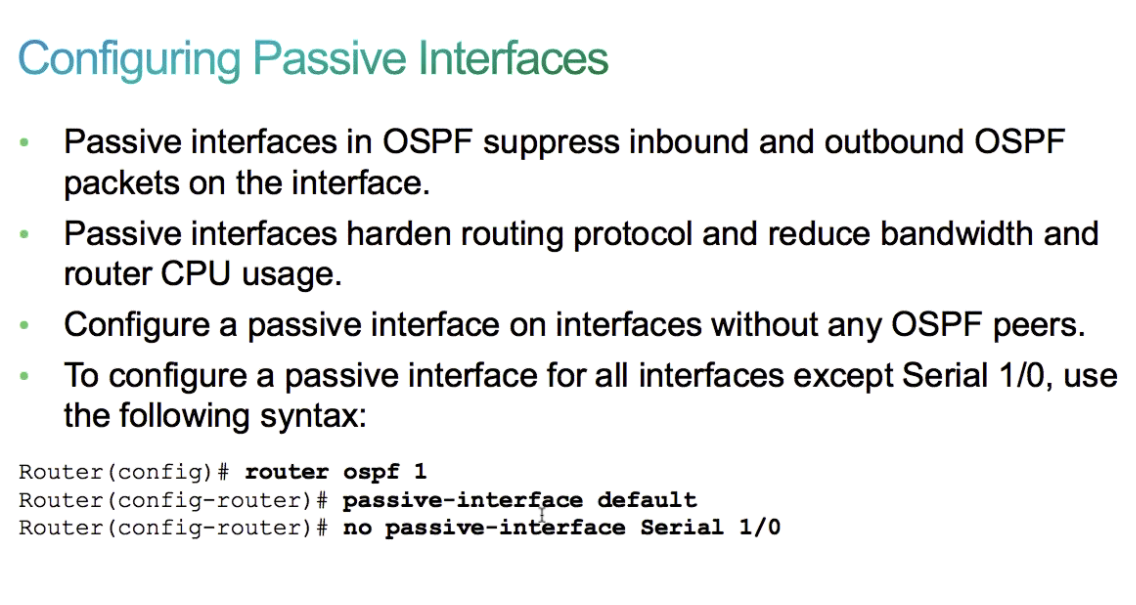 Configuring Passive Interfaces
• Passive interfaces in OSPF suppress inbound and outbound OSPF
packets on the interface.
• Passive interfaces harden routing protocol and reduce bandwidth and
router CPU usage.
• Configure a passive interface on interfaces without any OSPF peers.
• To configure a passive interface for all interfaces except Serial 1/0, use
the following syntax:
Router(config)# router ospf 1
Router(config-router)# passive-interface default
Router(config-router)# no passive-interface Serial 1/0